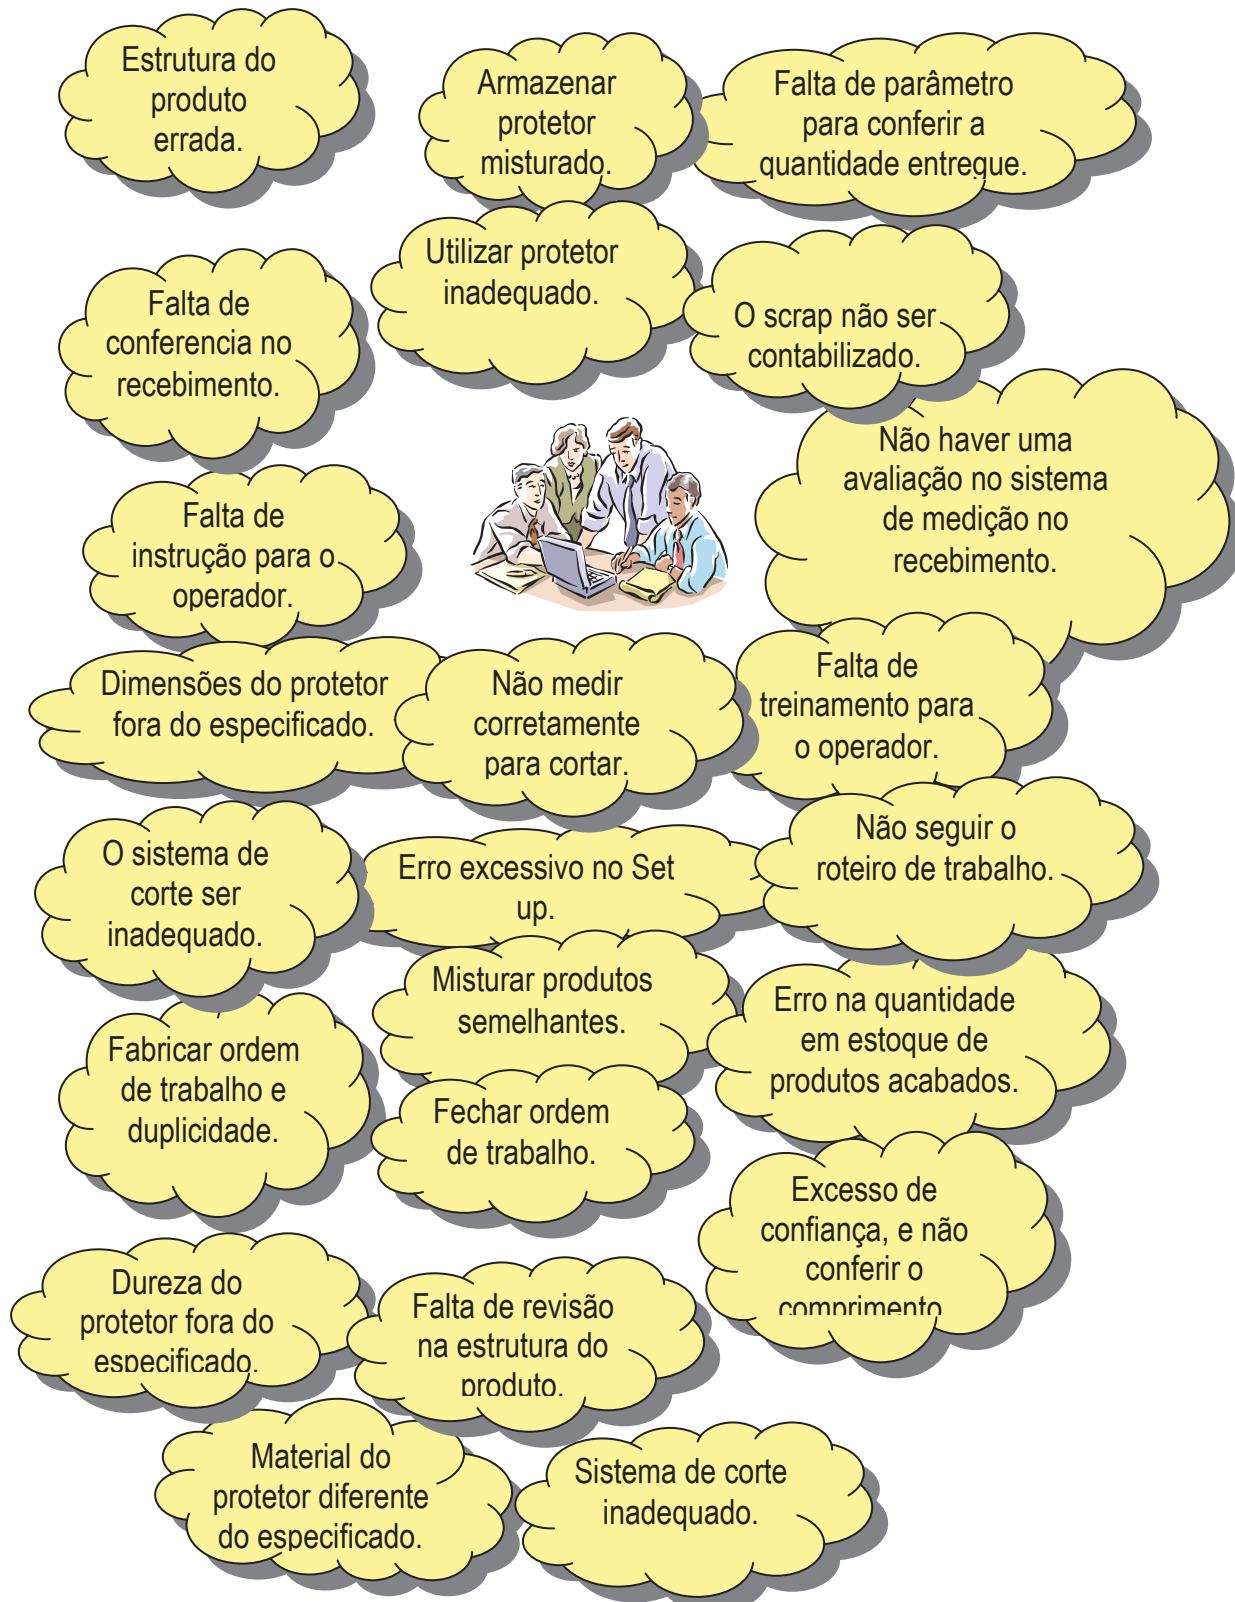 Estrutura do
produto
errada.
Armazenar
protetor
misturado.
Falta de parâmetro
para conferir a
quantidade entregue.
Utilizar protetor
inadequado.
Falta de
conferencia no
recebimento.
O scrap não ser
contabilizado.
Não haver uma
avaliação no sistema
de medição no
recebimento.
Falta de
instrução para o
operador.
Dimensões do protetor
fora do especificado.
Não medir
corretamente
para cortar.
Falta de
treinamento para
o operador.
O sistema de
corte ser
inadequado.
Erro excessivo no Set
up.
Não seguir o
roteiro de trabalho.
Misturar produtos
semelhantes.
Erro na quantidade
em estoque de
produtos acabados.
Fabricar ordem
de trabalho e
duplicidade.
Fechar ordem
de trabalho.
Excesso de
confiança, e não
conferir o
comprimento
Dureza do
protetor fora do
especificado.
Falta de revisão
na estrutura do
produto.
Material do
protetor diferente
do especificado.
Sistema de corte
inadequado.